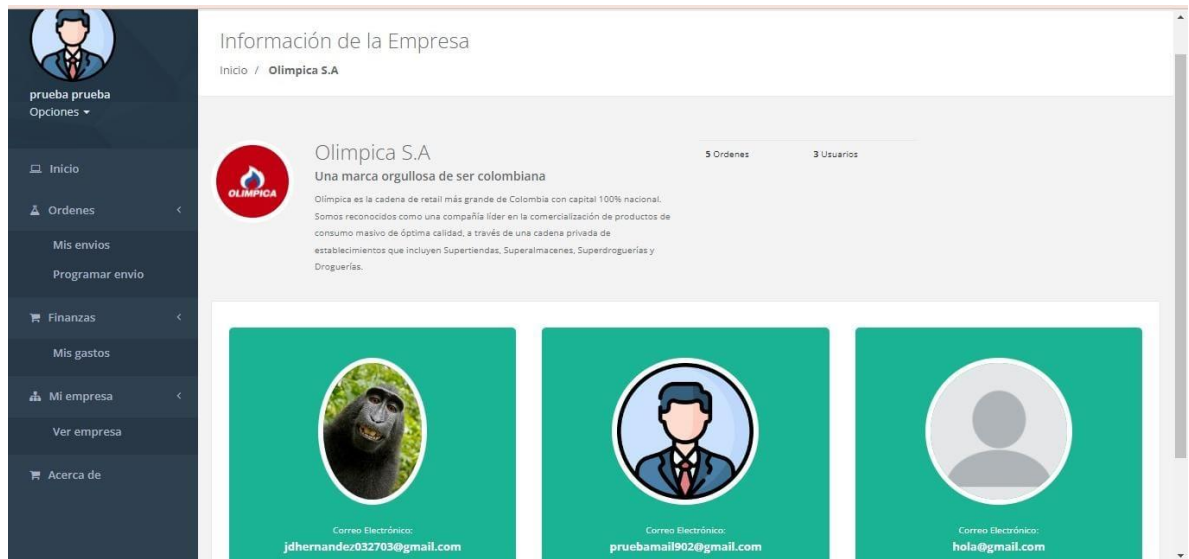 prueba prueba
Opciones
Inicio
Ordenes
Mis envios
Programar envio
Finanzas
Mis gastos
Mi empresa
Ver empresa
Acerca de
Información de la Empresa
Inicio / Olimpica S.A
OLIMPICA
Olimpica S.A
Una marca orgullosa de ser colombiana
Olímpica es la cadena de retail más grande de Colombia con capital 100% nacional.
Somos reconocidos como una compañía líder en la comercialización de productos de
consumo masivo de óptima calidad, a través de una cadena privada de
establecimientos que incluyen Supertiendas, Superalmacenes, Superdroguerías y
Droguerías.
5 Ordenes 3 Usuarios
Correo Electrónico:
jdhernandez032703@gmail.com
Correo Electrónico:
pruebamail902@gmail.com
Correo Electrónico:
hola@gmail.com